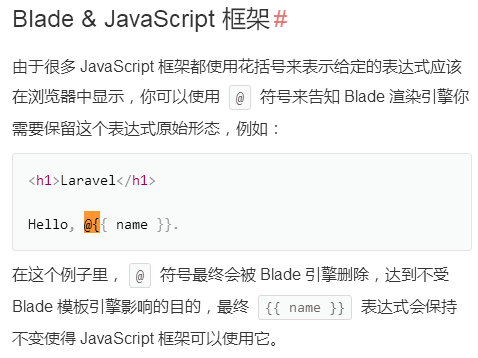 Blade & JavaScript 框架#
由于很多 JavaScript 框架都使用花括号来表示给定的表达式应该
在浏览器中显示，你可以使用 @ 符号来告知 Blade 渲染引擎你
需要保留这个表达式原始形态，例如：
<h1>Laravel</h1>
Hello, @{{ name }}.
在这个例子里， @ 符号最终会被 Blade 引擎删除，达到不受
Blade 模板引擎影响的目的，最终 {{ name }} 表达式会保持
不变使得 JavaScript 框架可以使用它。